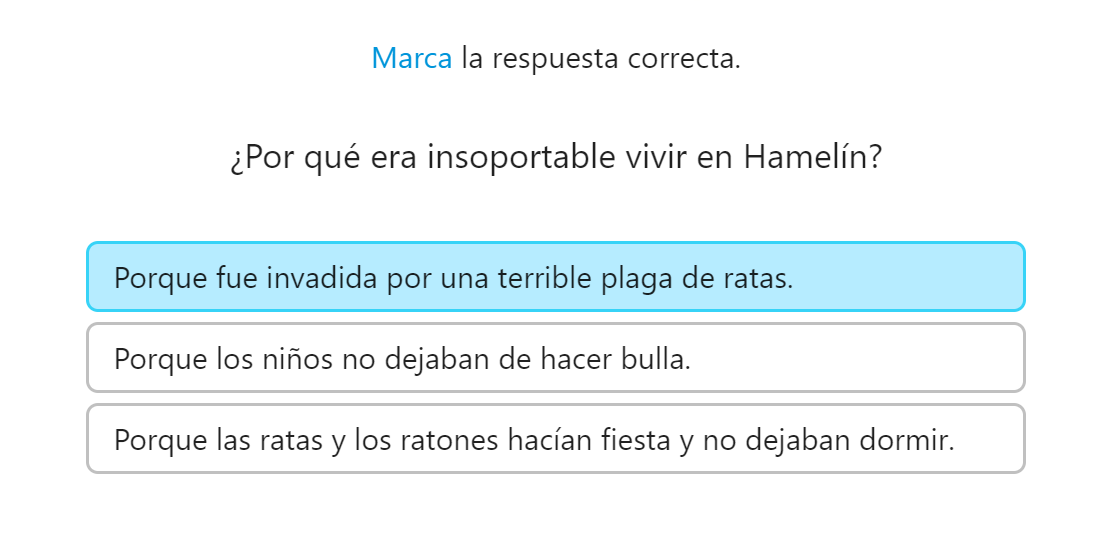 Marca la respuesta correcta.
¿Por qué era insoportable vivir en Hamelín?
Porque fue invadida por una terrible plaga de ratas.
Porque los niños no dejaban de hacer bulla.
Porque las ratas y los ratones hacían fiesta y no dejaban dormir.